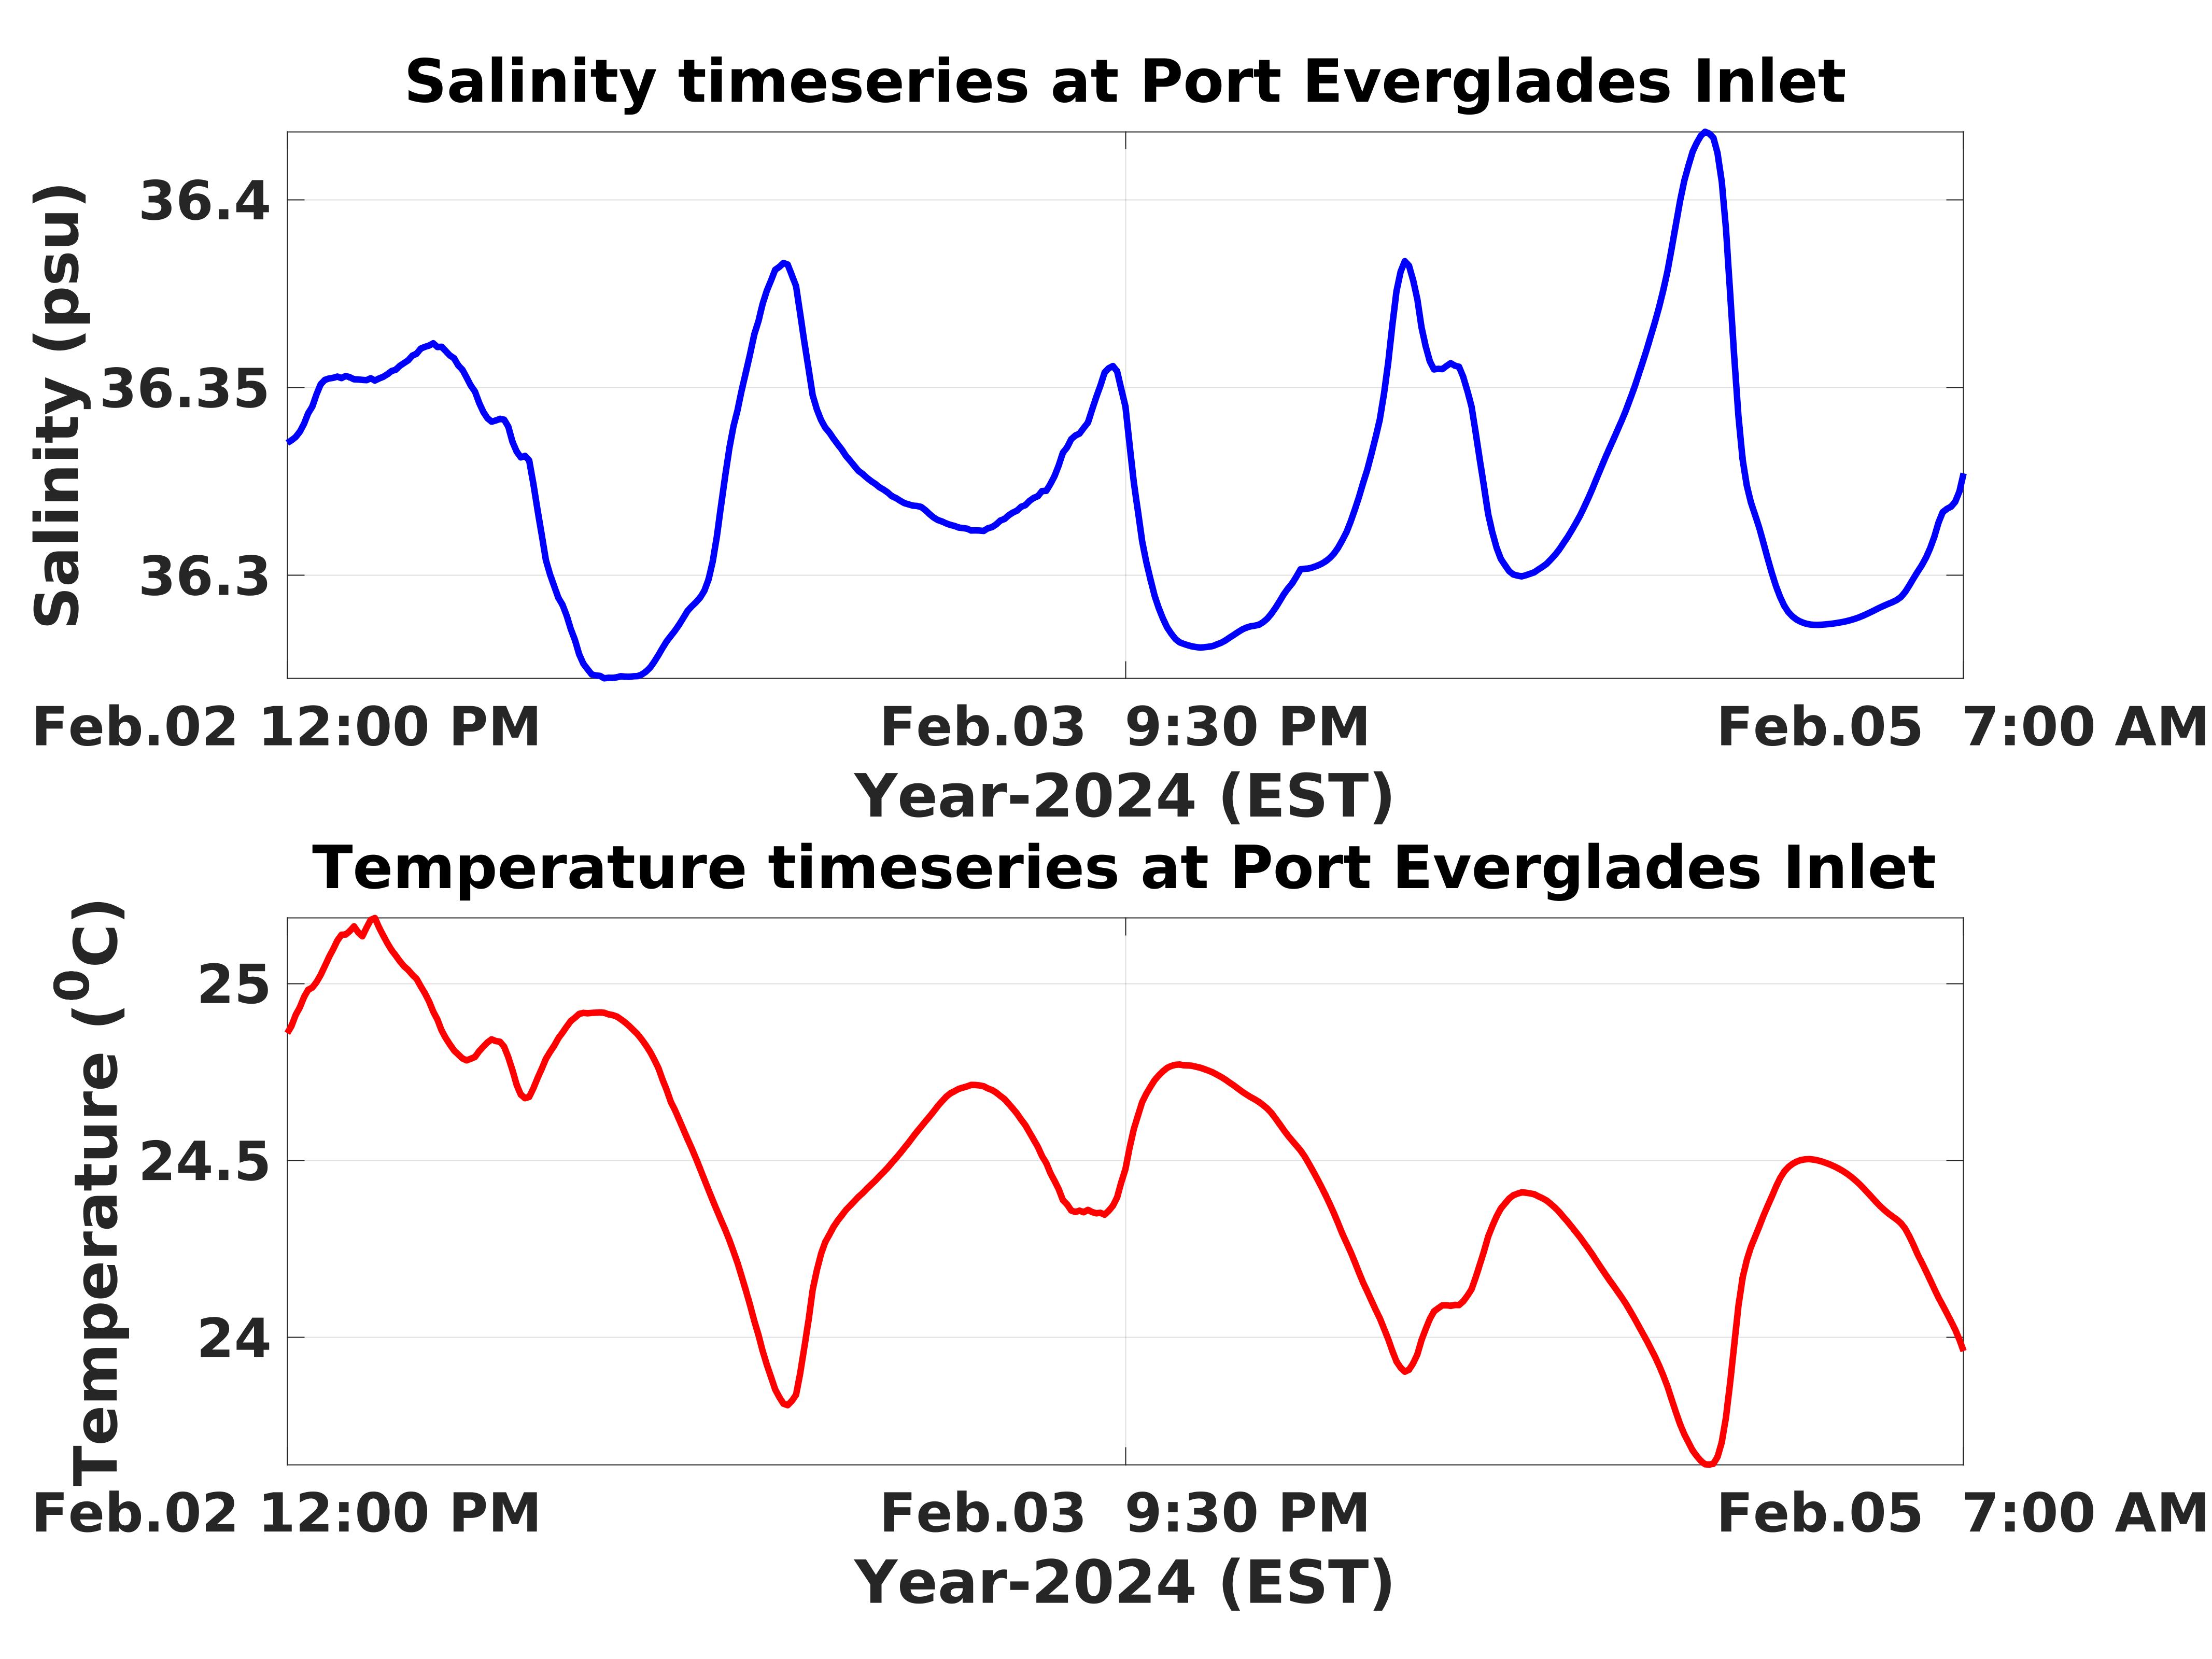 Salinity timeseries at Port Everglades Inlet
Salinity (psu)
36.4
36.35
36.3
Feb.02 12:00 PM
Feb.03  9:30 PM
Feb.05  7:00 AM
Year-2024 (EST)
Temperature timeseries at Port Everglades Inlet
Temperature (⁰C)
25
24.5
24
Feb.02 12:00 PM
Feb.03  9:30 PM
Feb.05  7:00 AM
Year-2024 (EST)